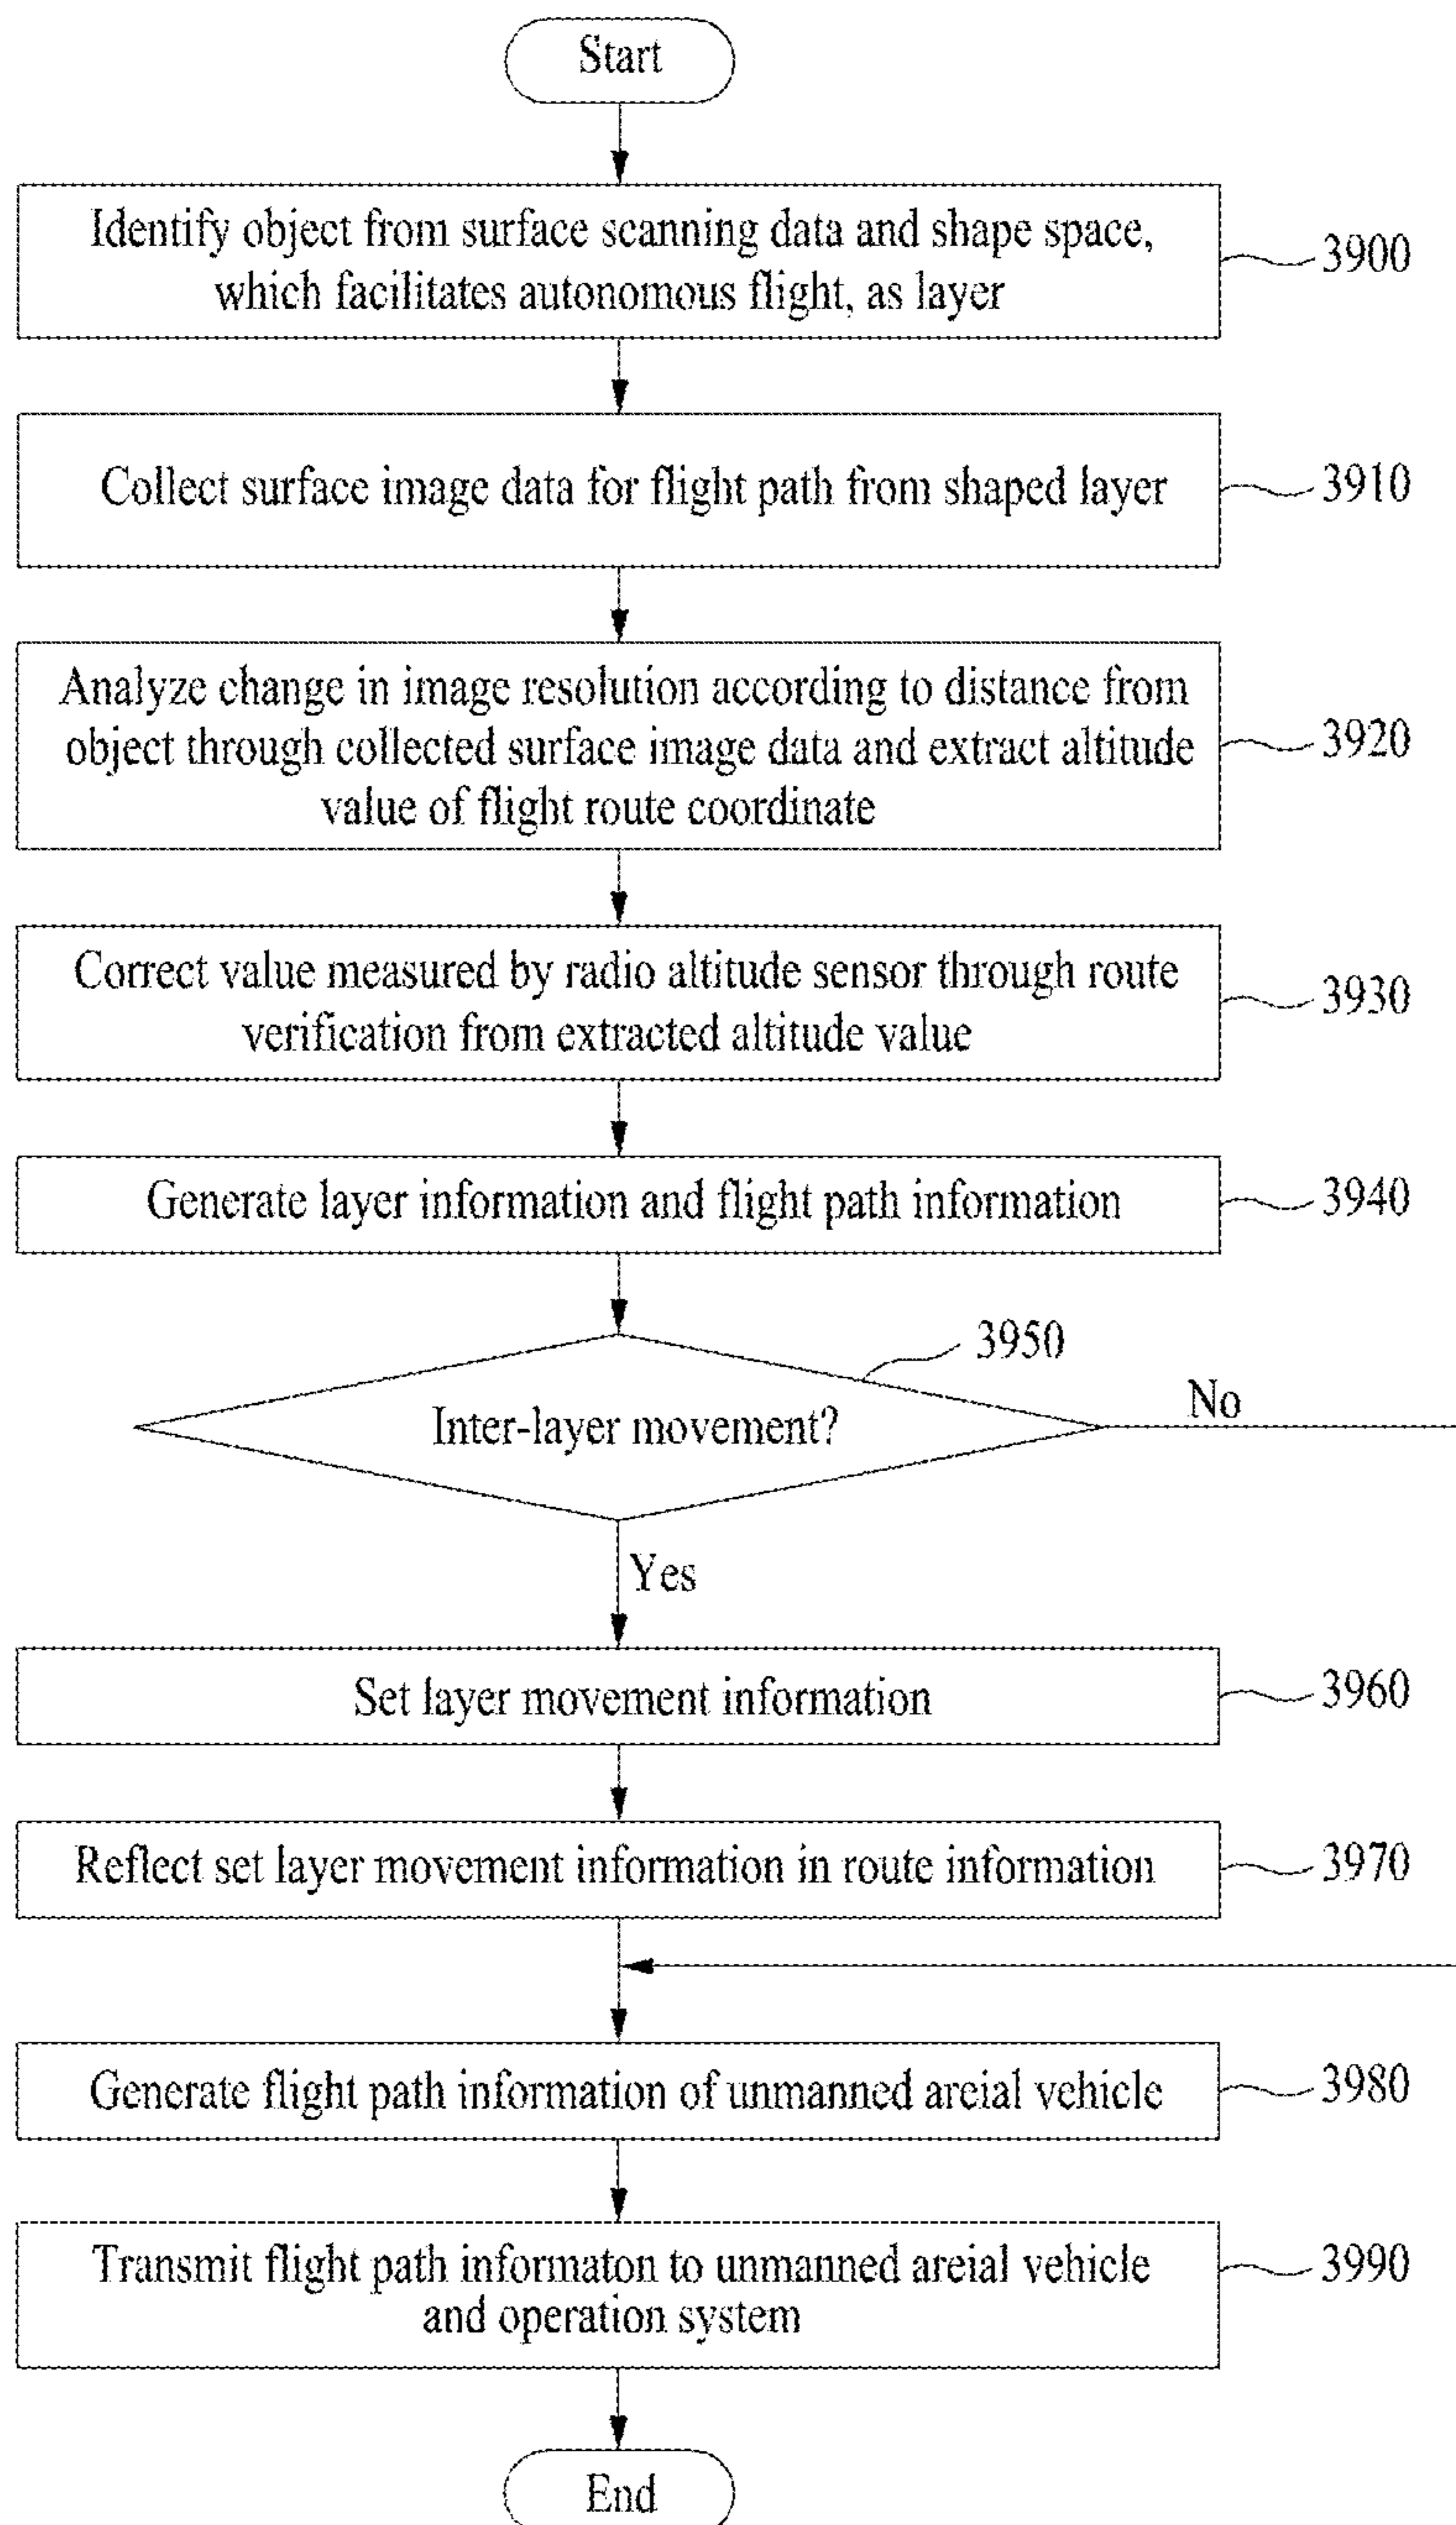 Start
Identify object from surface scanning data and shape space,
which facilitates autonomous flight, as layer
3900
Collect surface image data for flight path from shaped layer
3910
Analyze change in image resolution according to distance from
object through collected surface image data and extract altitude
value of flight route coordinate
3920
Correct value measured by radio altitude sensor through route
verification from extracted altitude value
3930
Generate layer information and flight path information
3940
3950
Inter-layer movement?
No
Yes
Set layer movement information
3960
Reflect set layer movement information in route information
3970
Generate flight path information of unmanned areial vehicle
3980
Transmit flight path informaton to unmanned areial vehicle
and operation system
3990
End